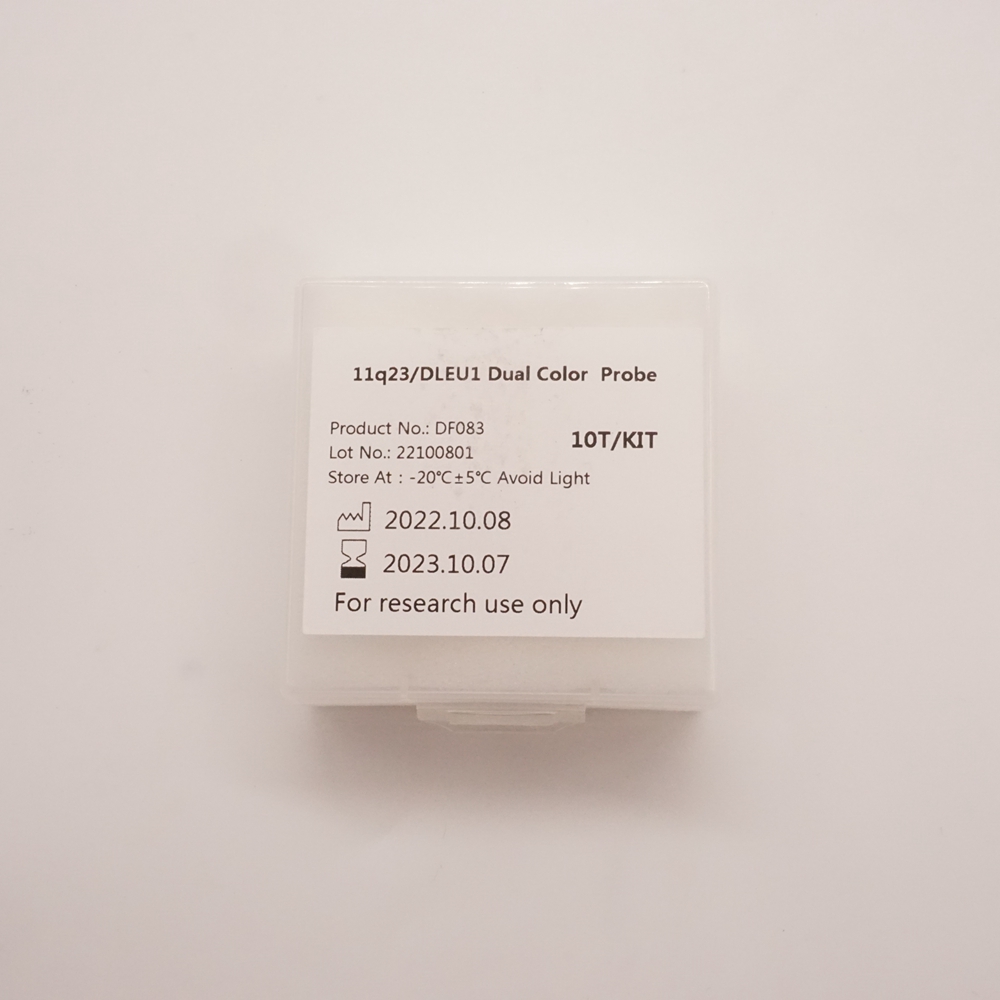 11q23/DLEU1 Dual Color  Probe
Product No.: DF083
10T/KIT
Lot No.: 22100801
Store At : -20℃±5℃ Avoid Light
2022.10.08
2023.10.07
For research use only